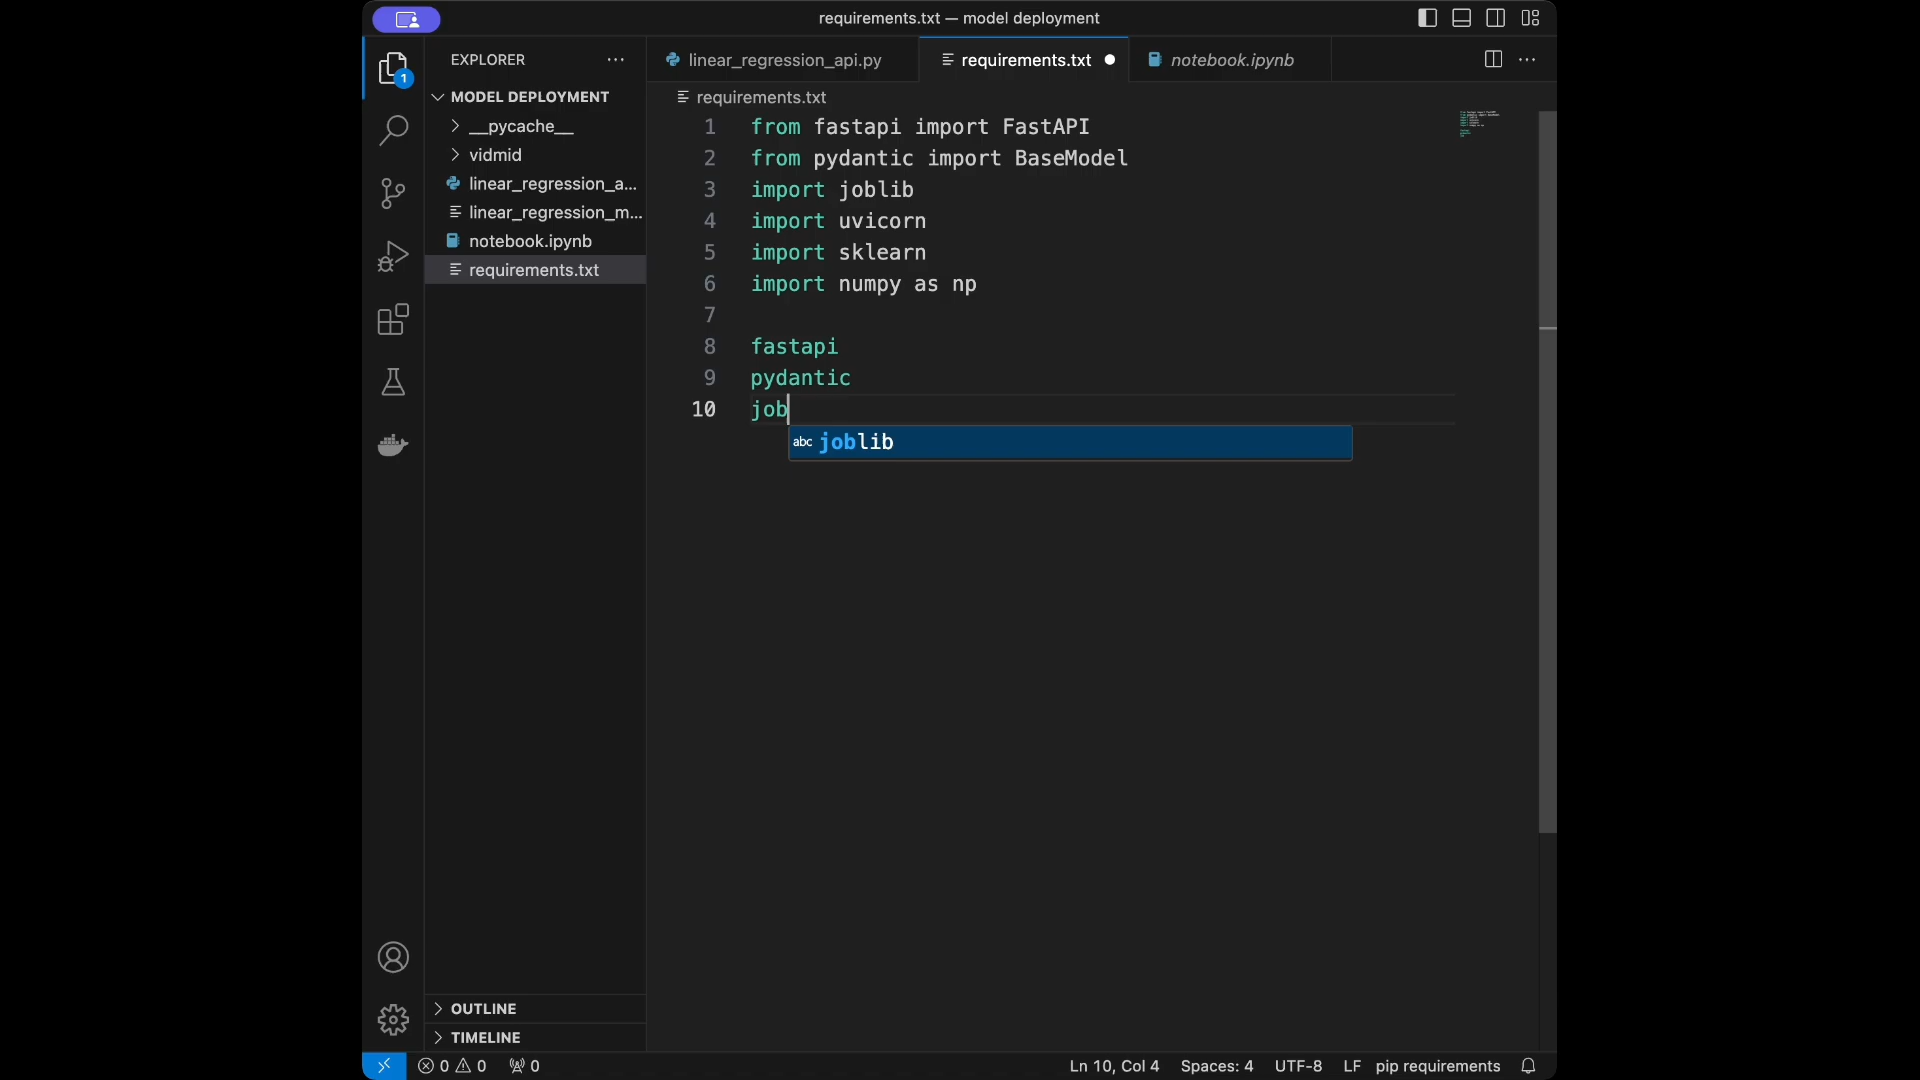 requirements.txt — model deployment
EXPLORER
linear_regression_api.py
requirements.txt
notebook.ipynb
1
MODEL DEPLOYMENT
requirements.txt
__pycache__
vidmid
linear_regression_a...
linear_regression_m...
notebook.ipynb
requirements.txt
1 from fastapi import FastAPI
2 from pydantic import BaseModel
3 import joblib
4 import uvicorn
5 import sklearn
6 import numpy as np
7
8 fastapi
9 pydantic
10 job
abc joblib
OUTLINE
TIMELINE
0 0 0
Ln 10, Col 4 Spaces: 4 UTF-8 LF pip requirements